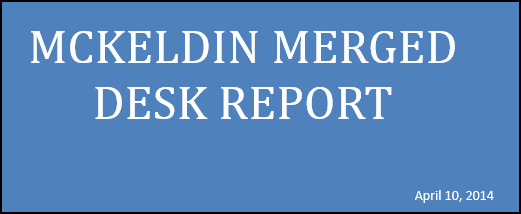 MCKELDIN MERGED
DESK REPORT
April 10, 2014